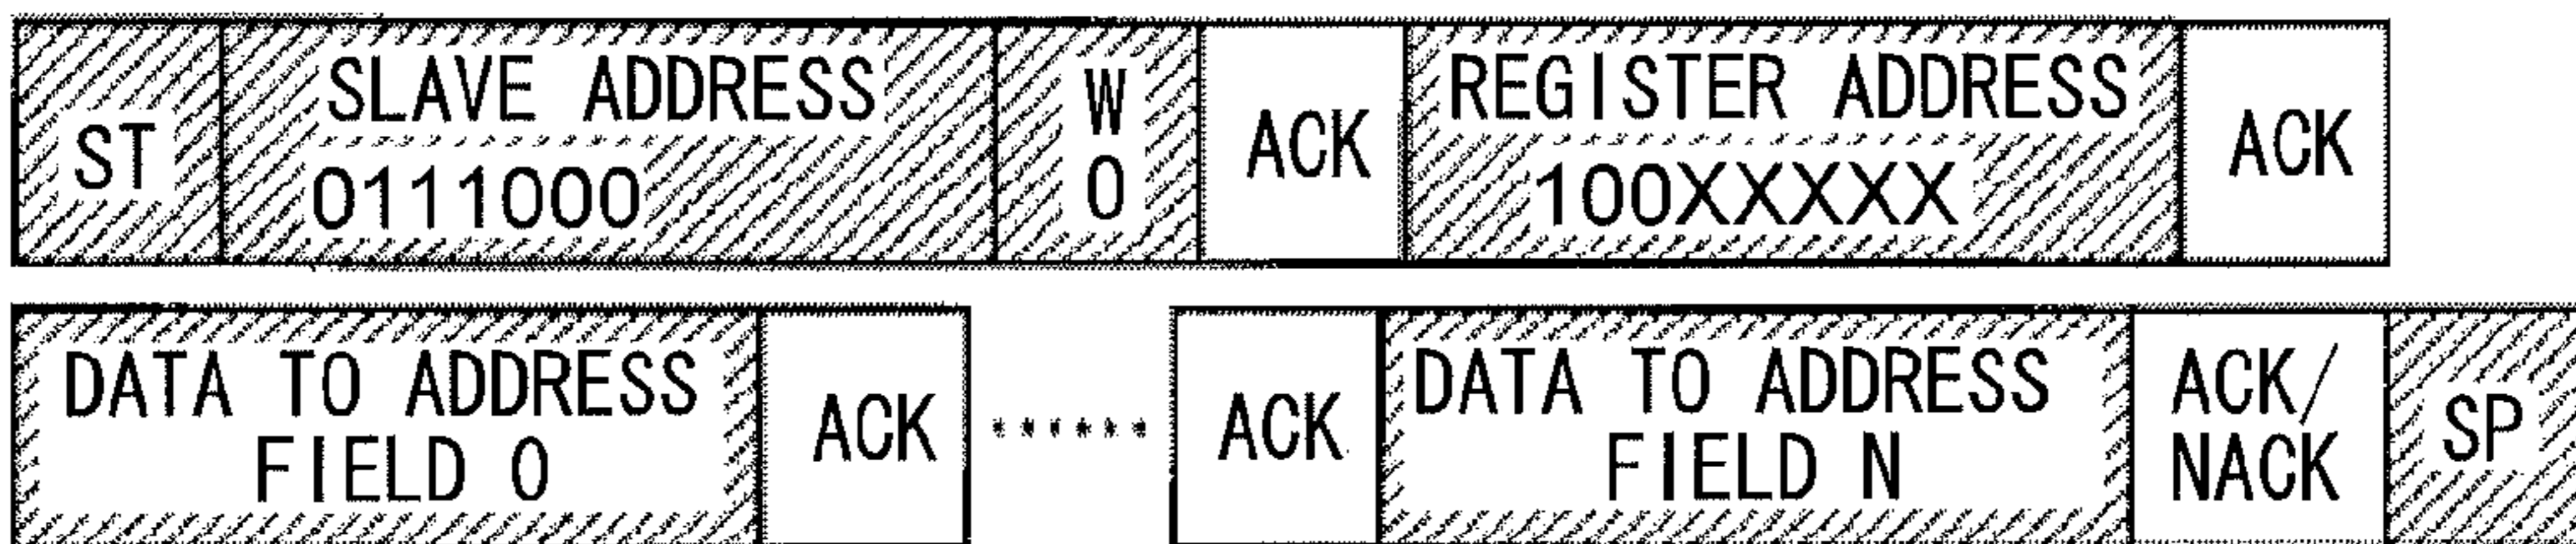 ST
SLAVE ADDRESS
0111000
W
0
ACK
REGISTER ADDRESS
100XXXXX
ACK
DATA TO ADDRESS
FIELD 0
ACK
······
ACK
DATA TO ADDRESS
FIELD N
ACK/
NACK
SP